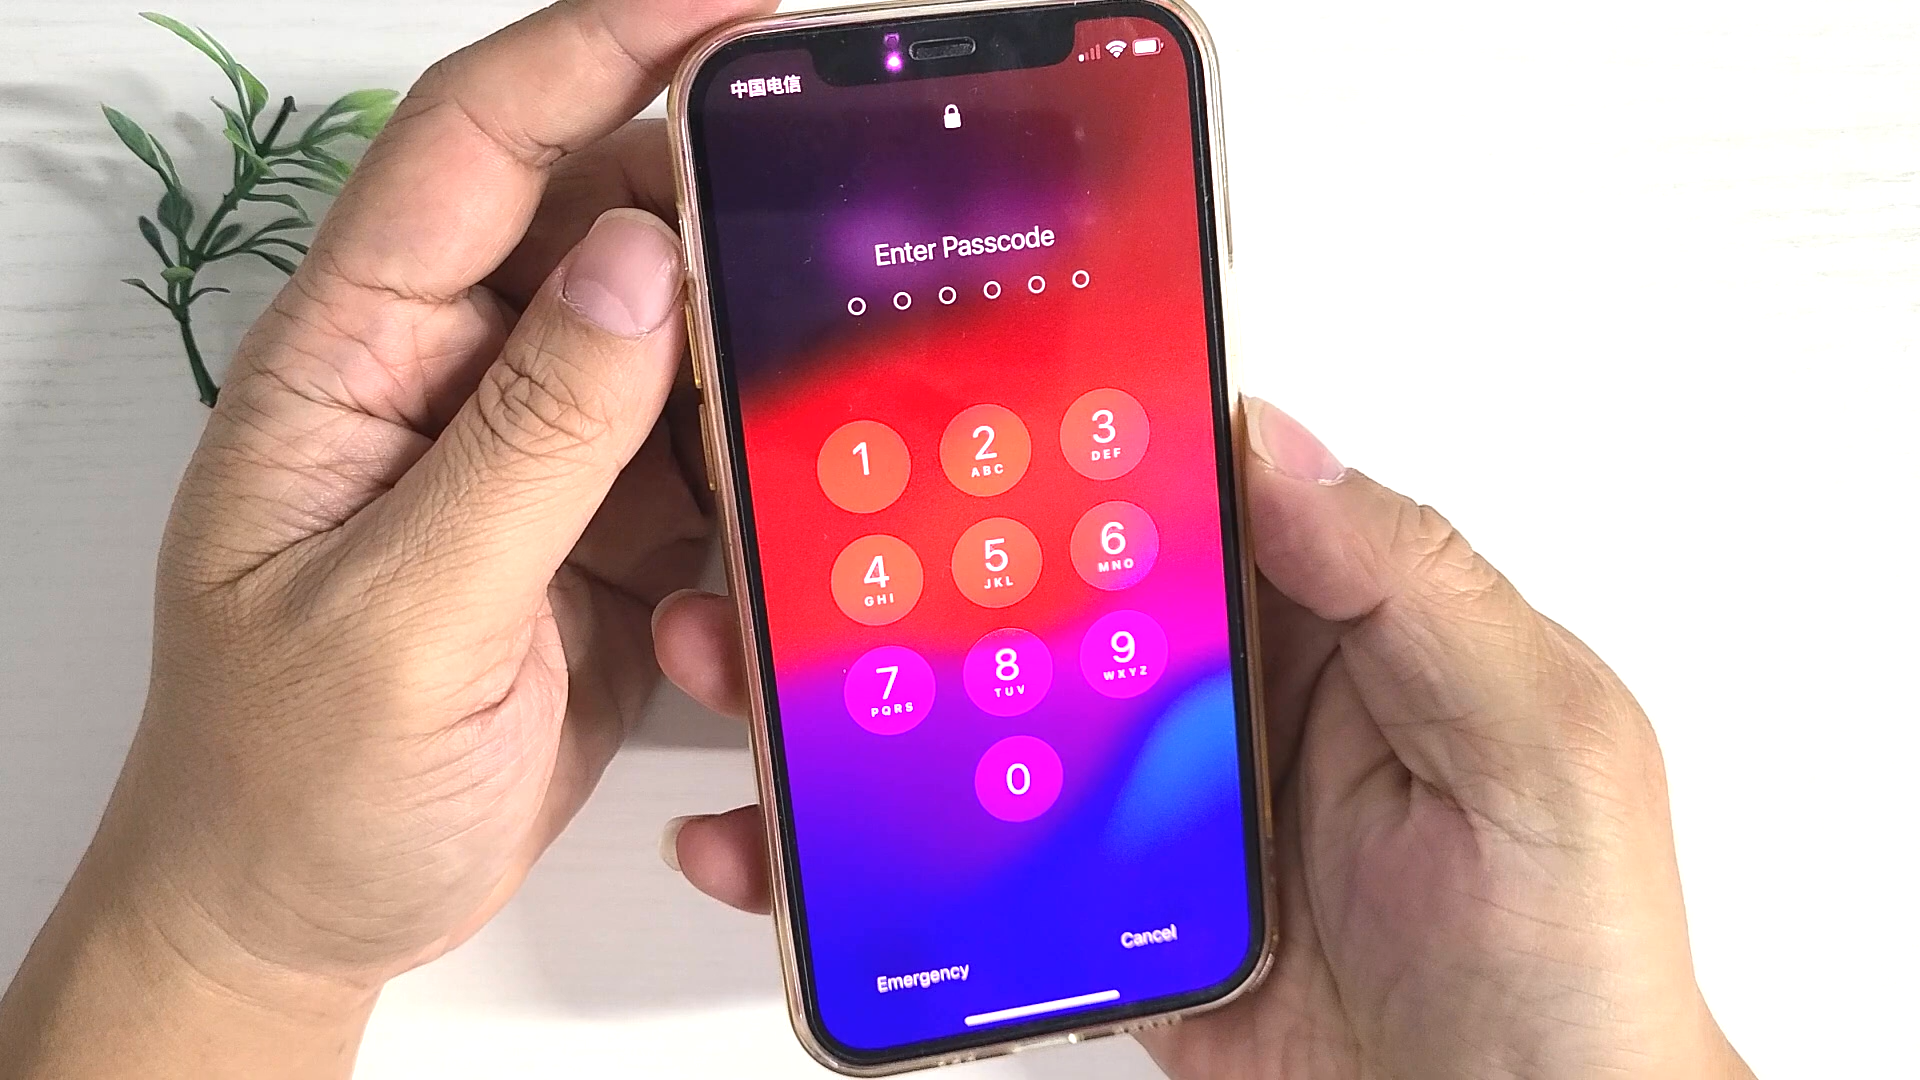 中国电信
Enter Passcode
1
2
ABC
3
DEF
4
GHI
5
JKL
6
MNO
7
PQRS
8
TUV
9
WXYZ
0
Emergency
Cancel